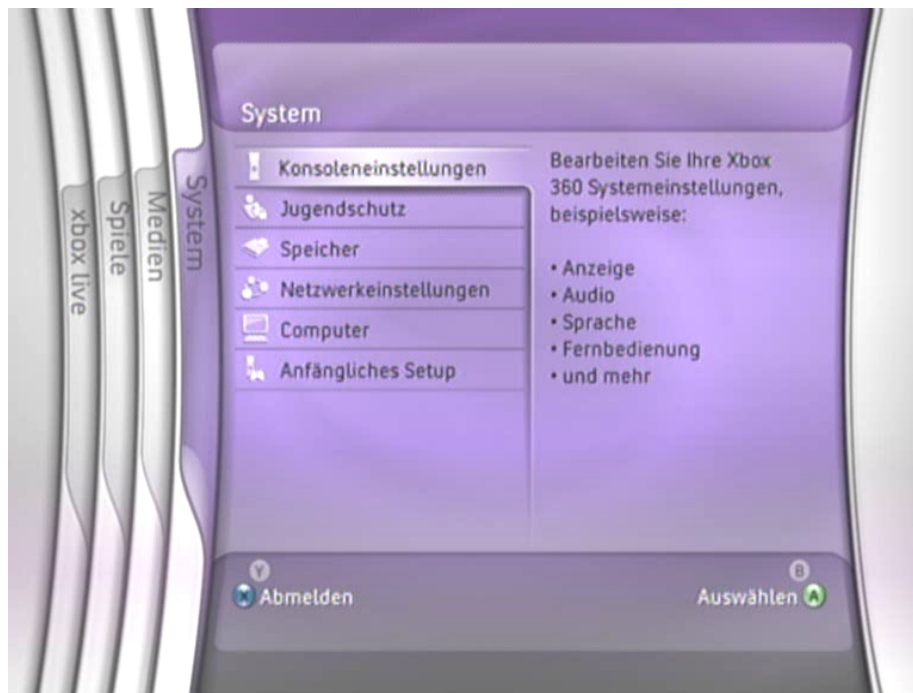 xbox live
Spiele
Medien
System
System
Konsoleneinstellungen
Jugendschutz
Speicher
Netzwerkeinstellungen
Computer
Anfängliches Setup
Bearbeiten Sie Ihre Xbox
360 Systemeinstellungen,
beispielsweise:
• Anzeige
• Audio
• Sprache
• Fernbedienung
• und mehr
Y
X Abmelden
B
Auswählen A